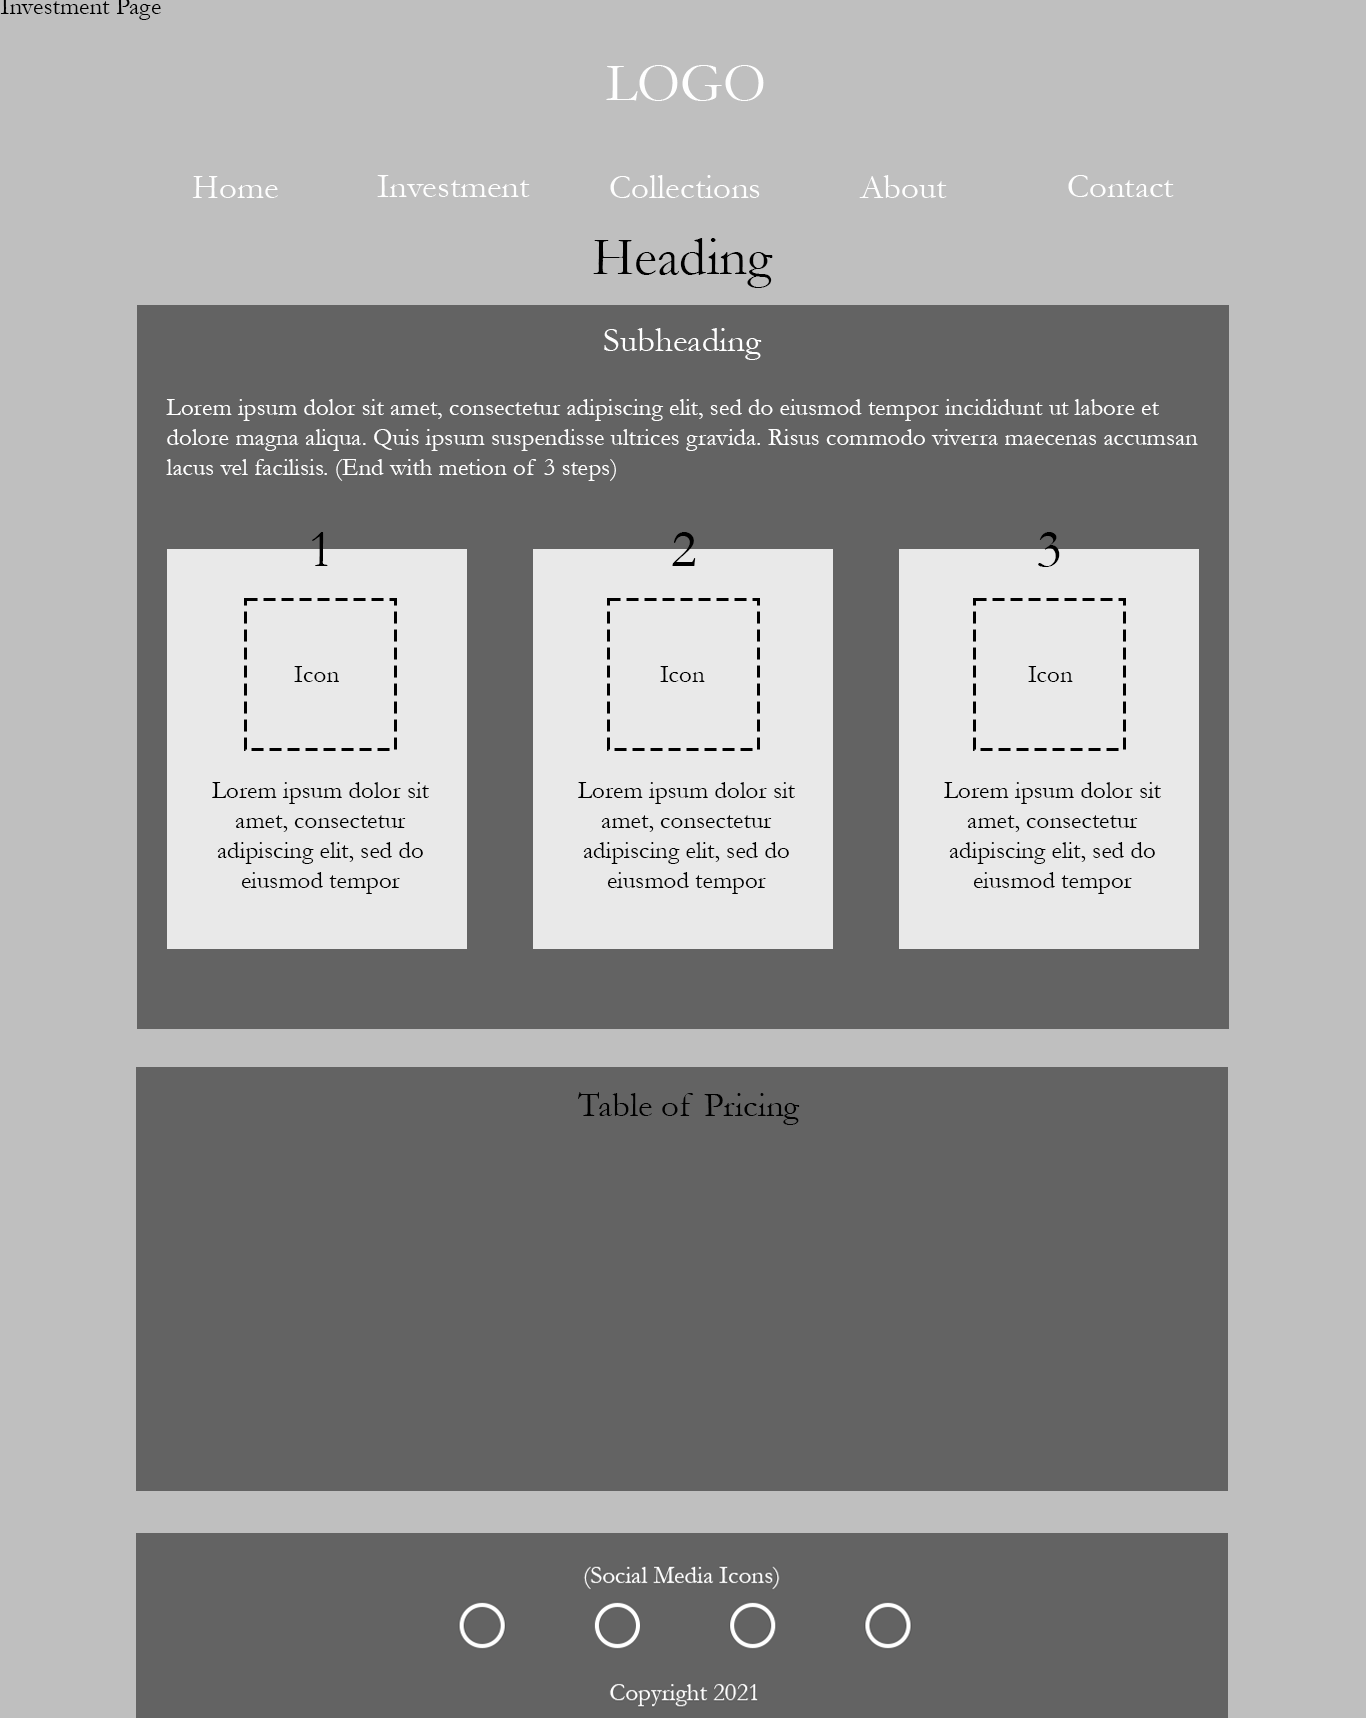 Investment Page
LOGO
Home Investment Collections About Contact
Heading
Subheading
Lorem ipsum dolor sit amet, consectetur adipiscing elit, sed do eiusmod tempor incididunt ut labore et
dolore magna aliqua. Quis ipsum suspendisse ultrices gravida. Risus commodo viverra maecenas accumsan
lacus vel facilisis. (End with metion of 3 steps)
1
Icon
Lorem ipsum dolor sit
amet, consectetur
adipiscing elit, sed do
eiusmod tempor
2
Icon
Lorem ipsum dolor sit
amet, consectetur
adipiscing elit, sed do
eiusmod tempor
3
Icon
Lorem ipsum dolor sit
amet, consectetur
adipiscing elit, sed do
eiusmod tempor
Table of Pricing
(Social Media Icons)
Copyright 2021